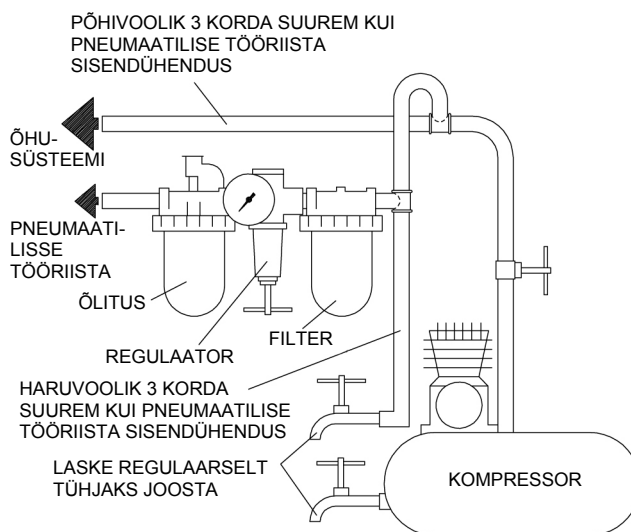 PÕHIVOOLIK 3 KORDA SUUREM KUI
PNEUMAATILISE TÖÖRIISTA
SISENDÜHENDUS
ÕHU-
SÜSTEEMI
PNEUMAATI-
LISSE
TÖÖRIISTA
ÕLITUS
REGULAATOR
FILTER
HARUVOOLIK 3 KORDA
SUUREM KUI PNEUMAATILISE
TÖÖRIISTA SISENDÜHENDUS
LASKE REGULAARSELT
TÜHJAKS JOOSTA
KOMPRESSOR